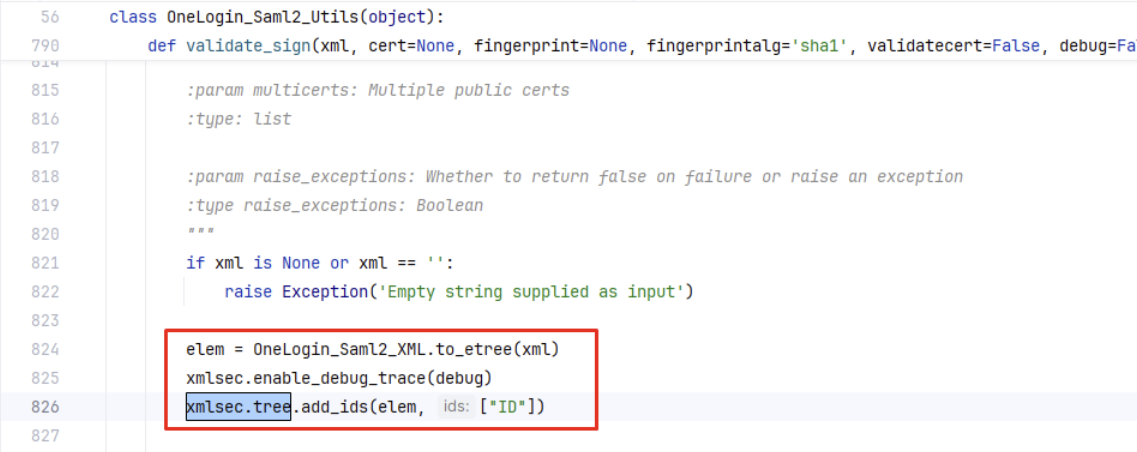 56 class OneLogin_Saml2_Utils(object):
790 def validate_sign(xml, cert=None, fingerprint=None, fingerprintalg='sha1', validatecert=False, debug=Fa
814
815 :param multicerts: Multiple public certs
816 :type: list
817
818 :param raise_exceptions: Whether to return false on failure or raise an exception
819 :type raise_exceptions: Boolean
820 """
821 if xml is None or xml == '':
822 raise Exception('Empty string supplied as input')
823
824 elem = OneLogin_Saml2_XML.to_etree(xml)
825 xmlsec.enable_debug_trace(debug)
826 xmlsec.tree.add_ids(elem, ids: ["ID"])
827